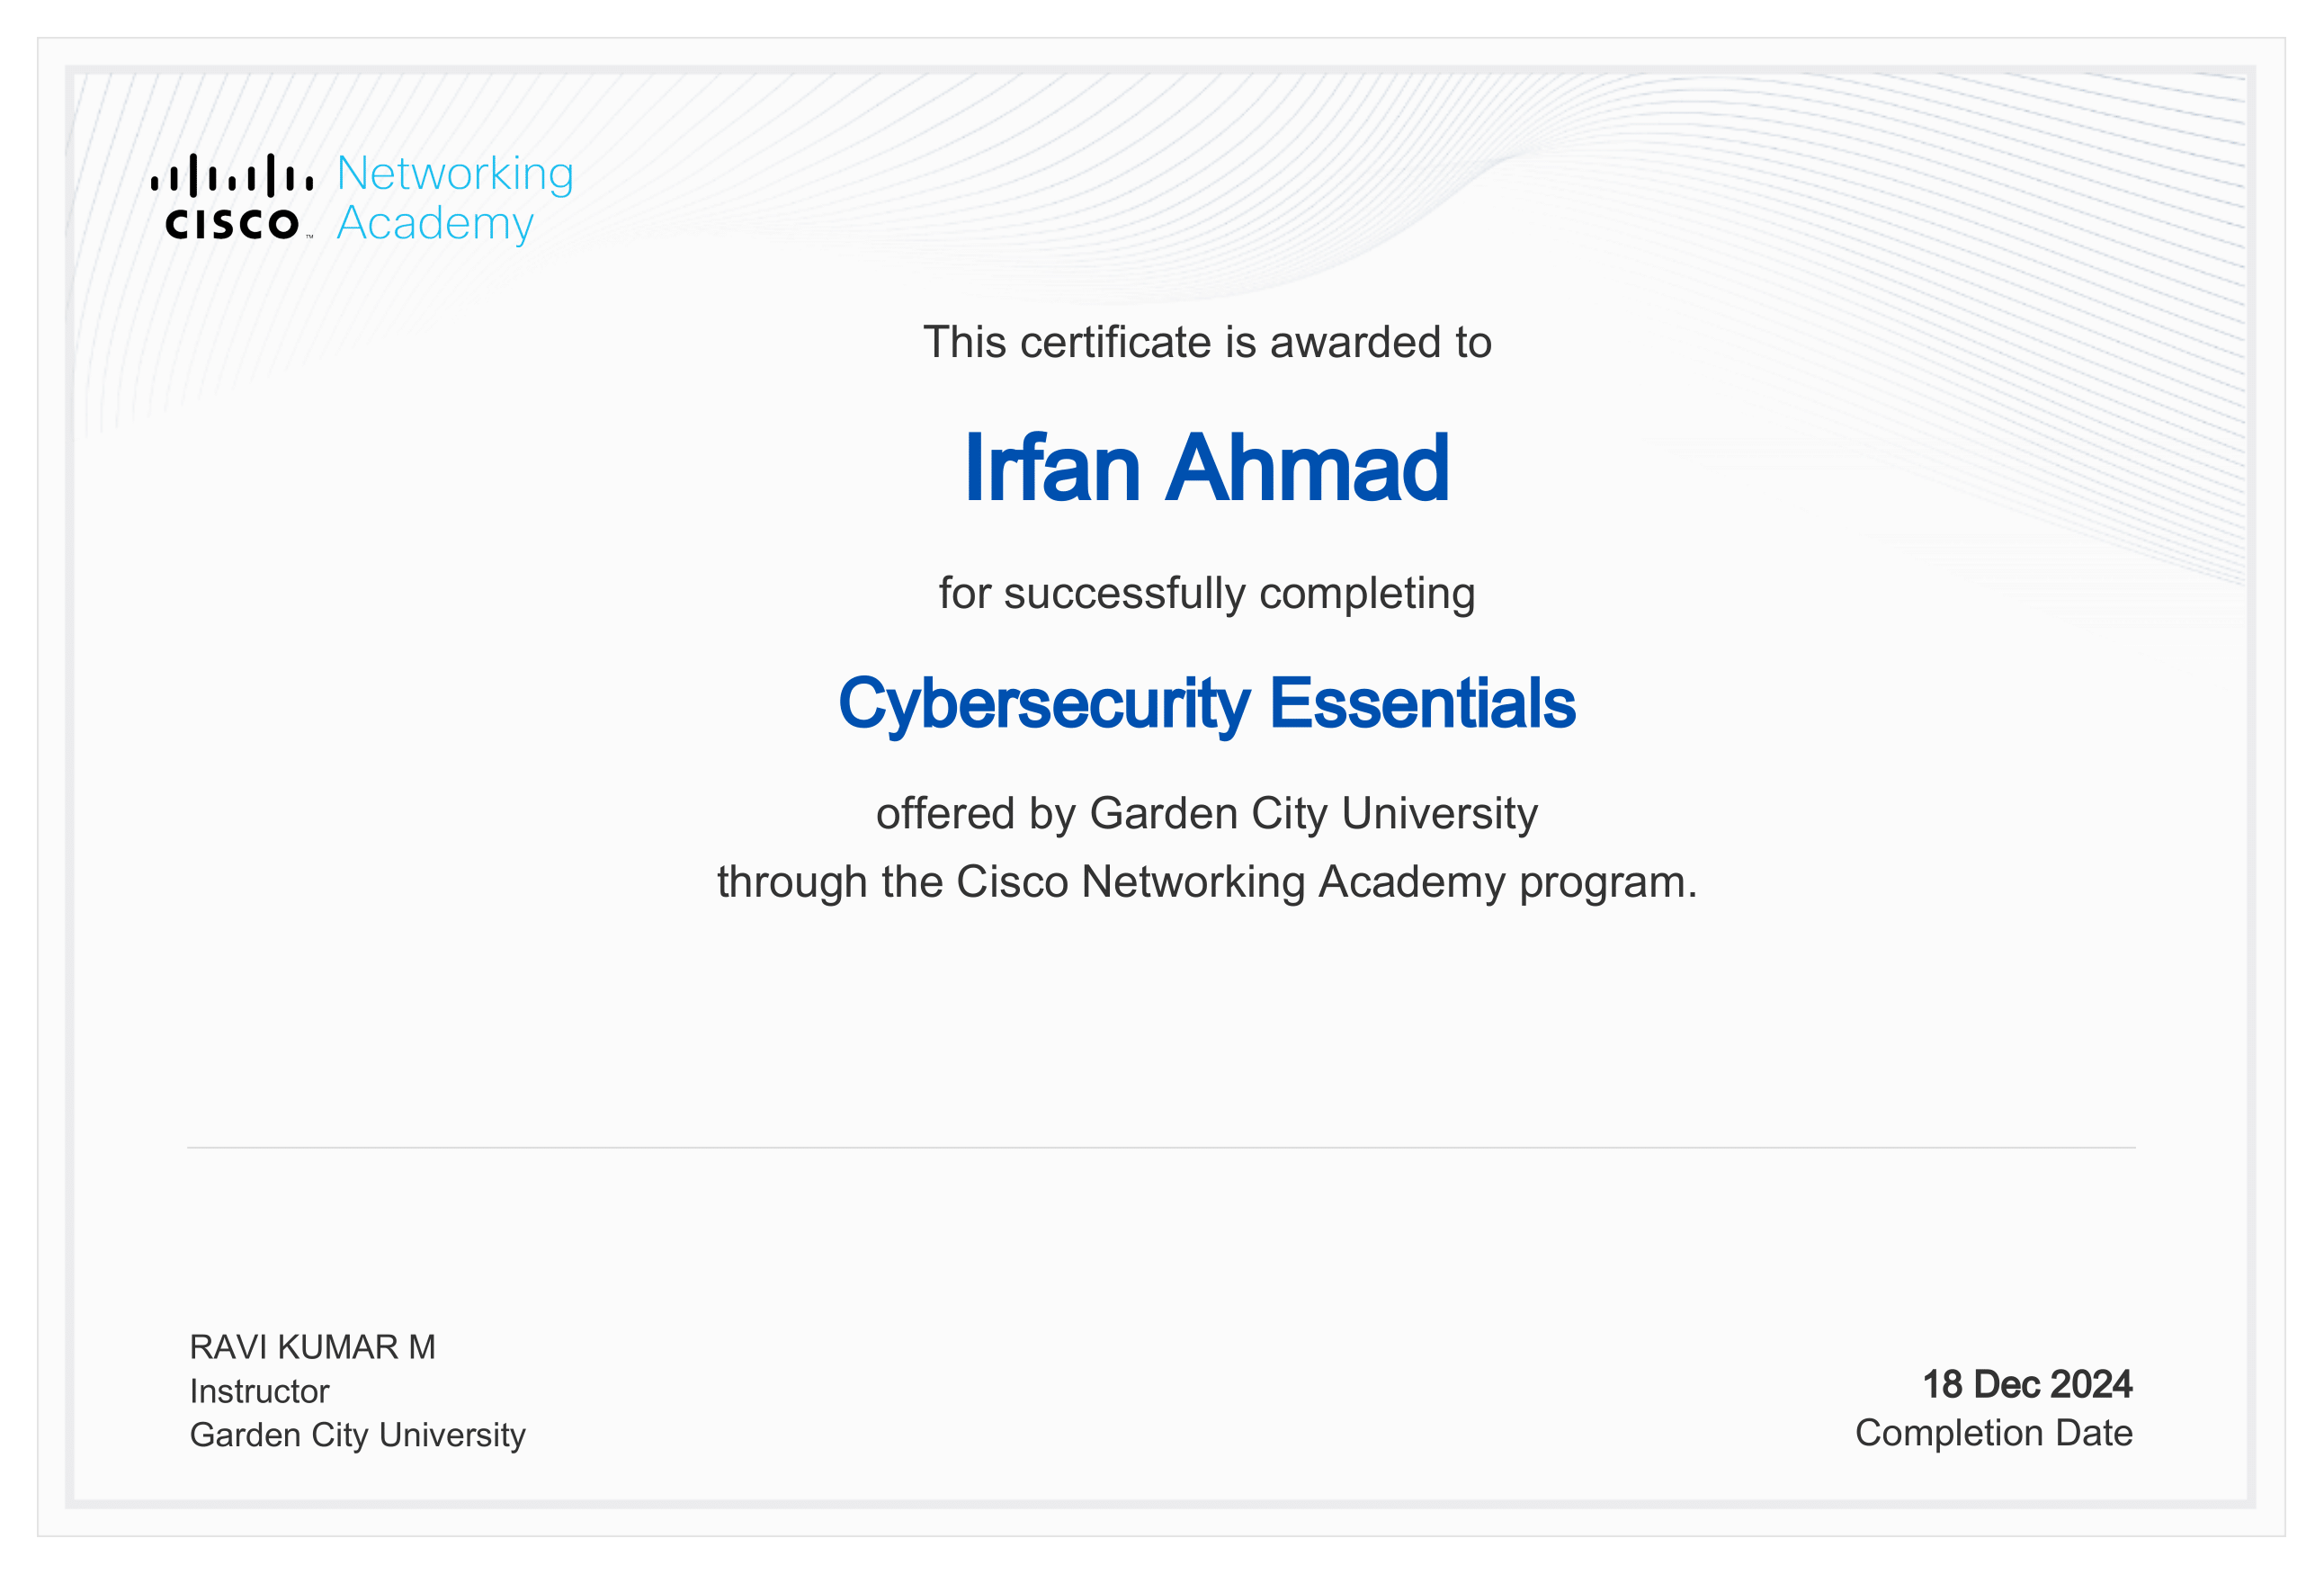 CISCO™ Networking
Academy
This certificate is awarded to
Irfan Ahmad
for successfully completing
Cybersecurity Essentials
offered by Garden City University
through the Cisco Networking Academy program.
RAVI KUMAR M
Instructor
Garden City University
18 Dec 2024
Completion Date